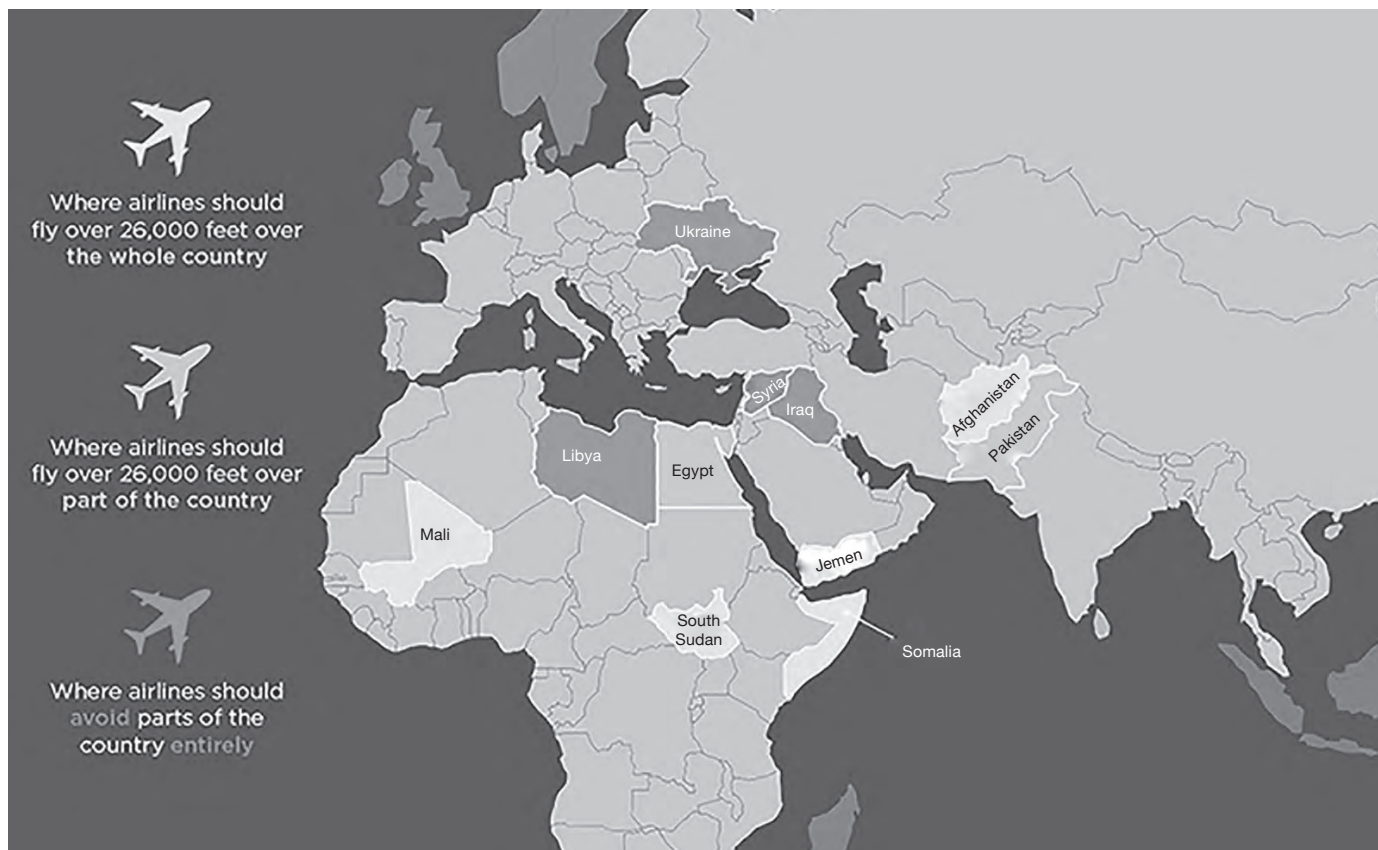 Where airlines should
fly over 26,000 feet over
the whole country
Where airlines should
fly over 26,000 feet over
part of the country
Where airlines should
avoid parts of the
country entirely
Ukraine
Syria
Iraq
Afghanistan
Pakistan
Libya
Egypt
Mali
Jemen
South
Sudan
Somalia